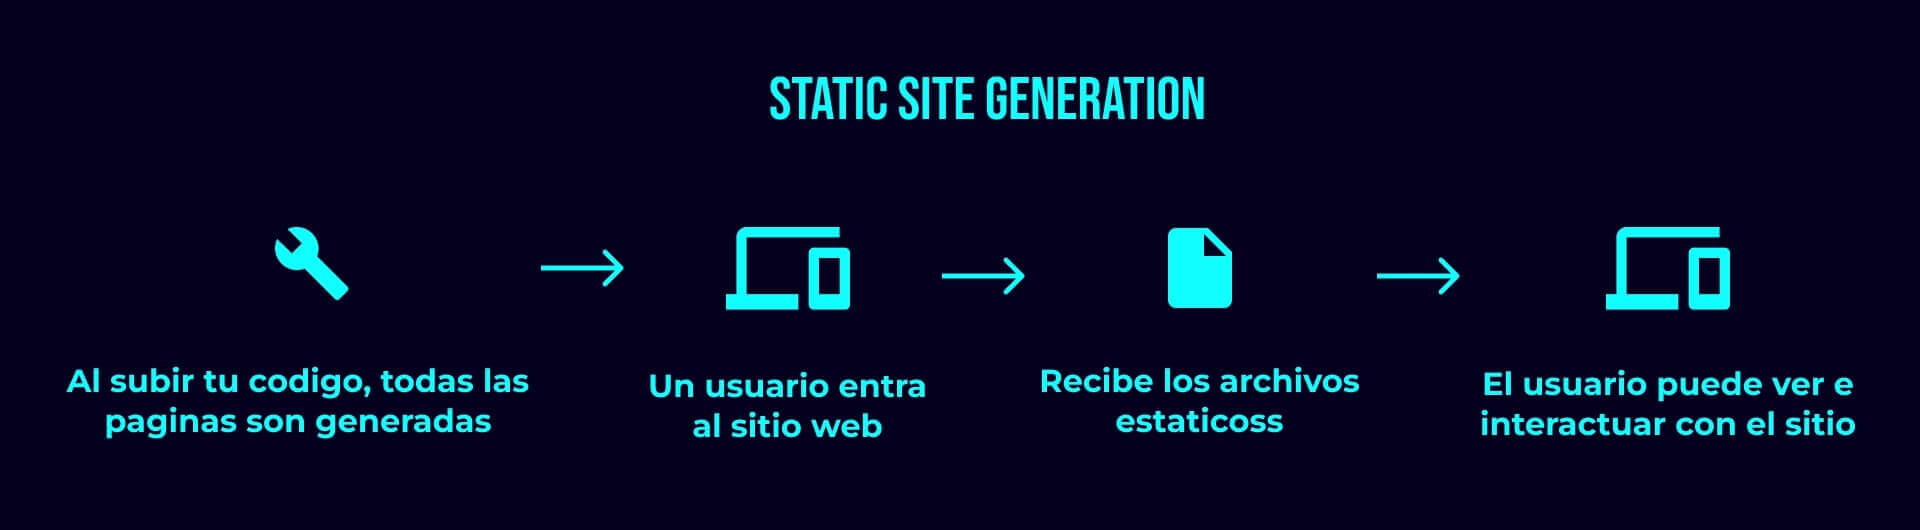 STATIC SITE GENERATION
Al subir tu codigo, todas las
paginas son generadas
Un usuario entra
al sitio web
Recibe los archivos
estaticoss
El usuario puede ver e
interactuar con el sitio